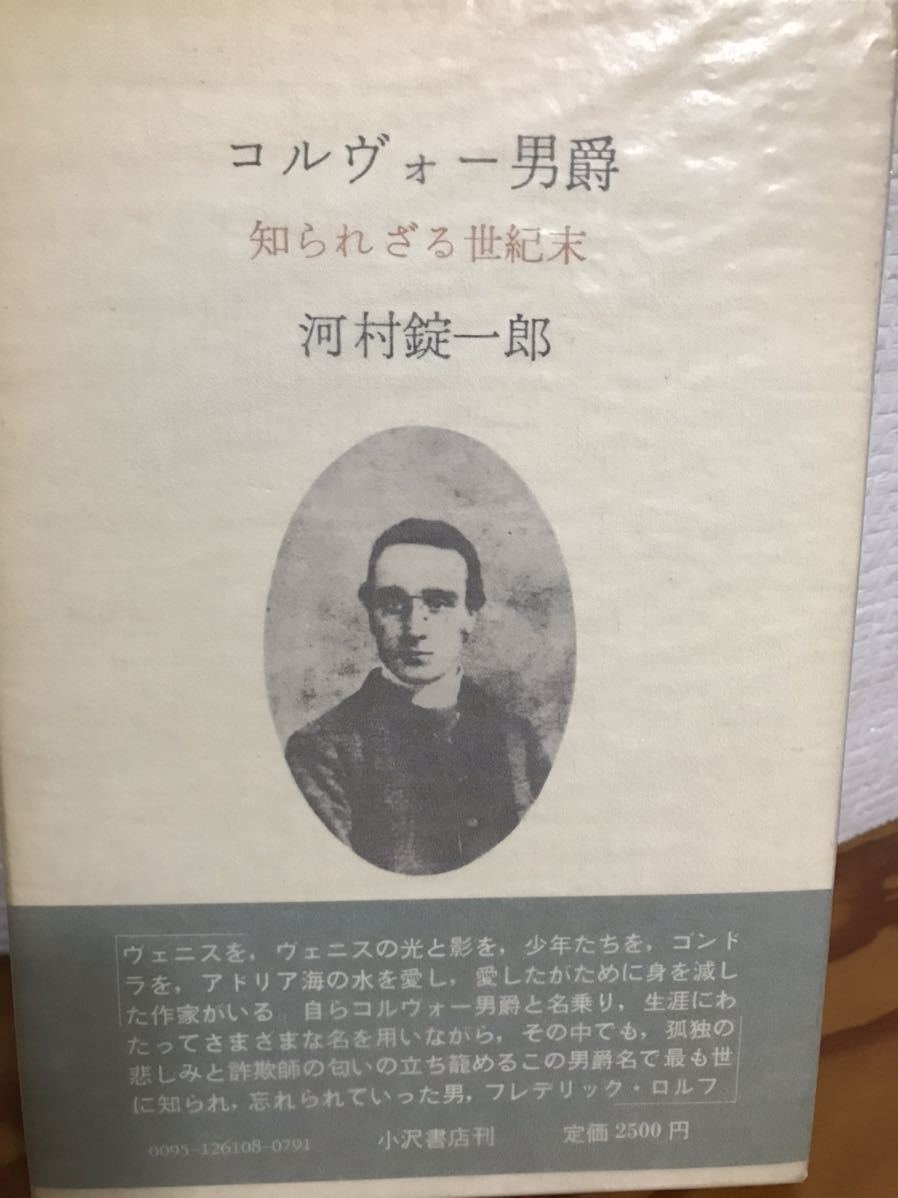 コルヴォー男爵
知られざる世紀末
河村錠一郎
ヴェニスを，ヴェニスの光と影を，少年たちを，ゴンド
ラを，アドリア海の水を愛し，愛したがために身を滅し
た作家がいる　自らコルヴォー男爵と名乗り，生涯にわ
たってさまざまな名を用いながら，その中でも，孤独の
悲しみと詐欺師の匂いの立ち籠めるこの男爵名で最も世
に知られ，忘れられていった男，フレデリック・ロルフ
0095-126108-0791　小沢書店刊　定価 2500 円